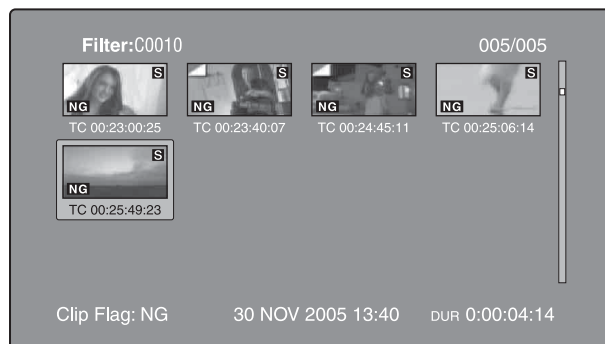 Filter:C0010 005/005
S S S S
NG NG NG NG
TC 00:23:00:25 TC 00:23:40:07 TC 00:24:45:11 TC 00:25:06:14
S
NG
TC 00:25:49:23
Clip Flag: NG 30 NOV 2005 13:40 DUR 0:00:04:14